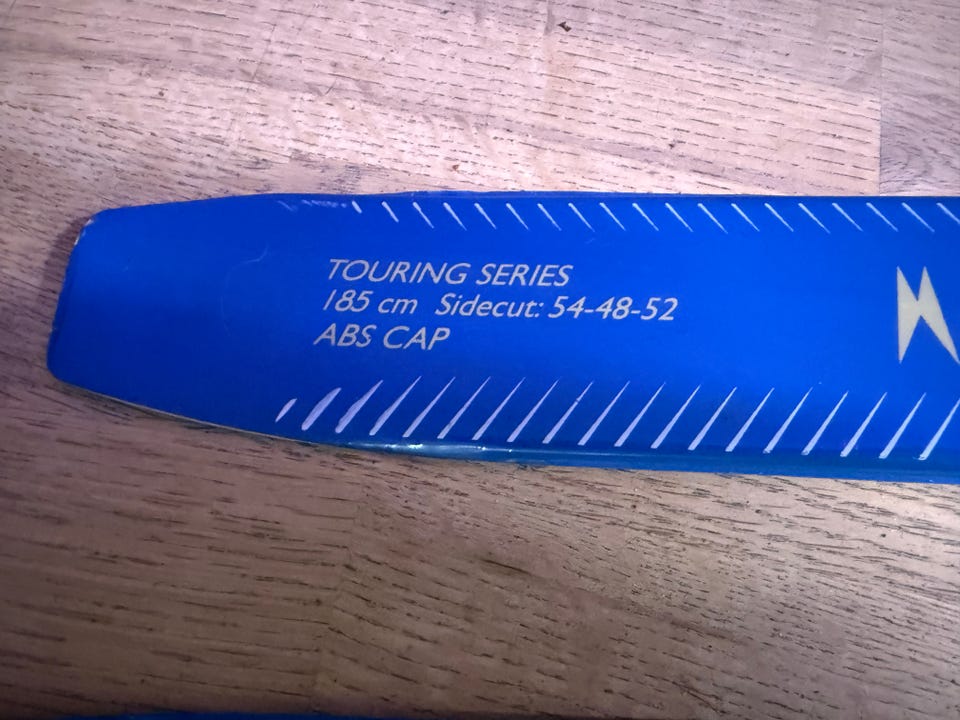 TOURING SERIES
185 cm Sidecut: 54-48-52
ABS CAP